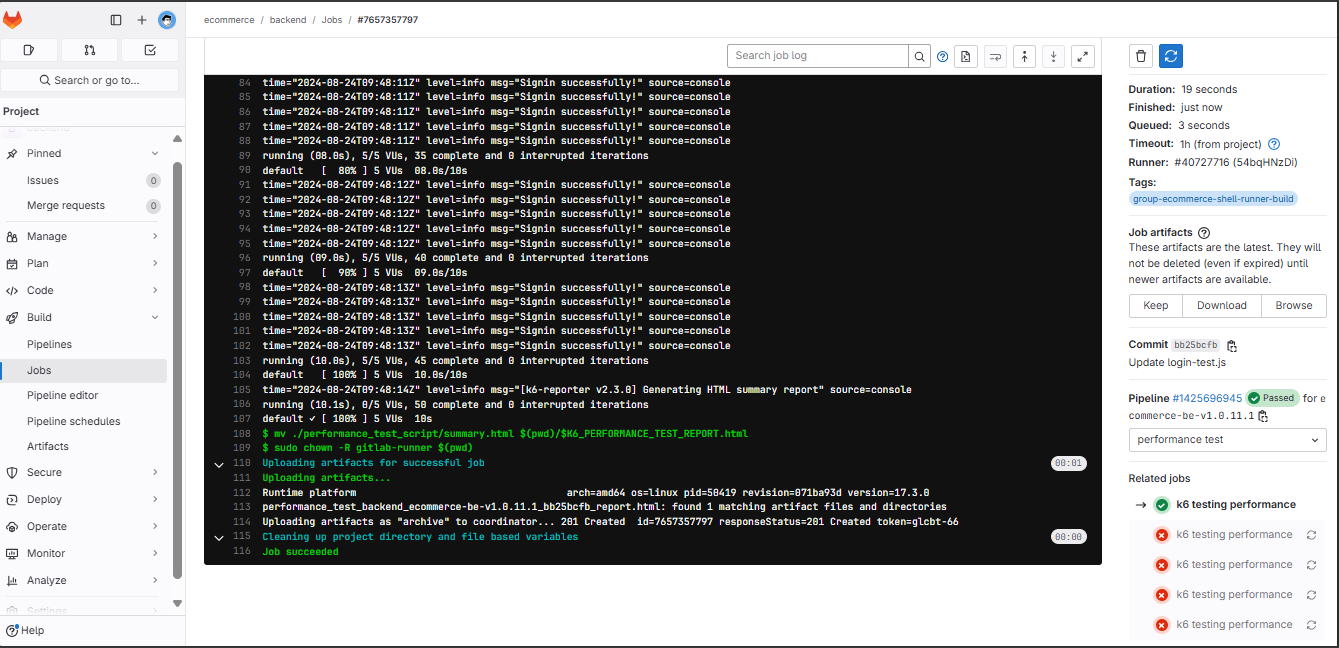 ecommerce / backend / Jobs / #7657357797
Search or go to...
Project
Pinned
Issues 0
Merge requests 0
Manage
Plan
Code
Build
Pipelines
Jobs
Pipeline editor
Pipeline schedules
Artifacts
Secure
Deploy
Operate
Monitor
Analyze
Settings
Help
Search job log
84 time="2024-08-24T09:48:11Z" level=info msg="Signin successfully!" source=console
85 time="2024-08-24T09:48:11Z" level=info msg="Signin successfully!" source=console
86 time="2024-08-24T09:48:11Z" level=info msg="Signin successfully!" source=console
87 time="2024-08-24T09:48:11Z" level=info msg="Signin successfully!" source=console
88 time="2024-08-24T09:48:11Z" level=info msg="Signin successfully!" source=console
89 running (08.0s), 5/5 VUs, 35 complete and 0 interrupted iterations
90 default [ 80% ] 5 VUs 08.0s/10s
91 time="2024-08-24T09:48:12Z" level=info msg="Signin successfully!" source=console
92 time="2024-08-24T09:48:12Z" level=info msg="Signin successfully!" source=console
93 time="2024-08-24T09:48:12Z" level=info msg="Signin successfully!" source=console
94 time="2024-08-24T09:48:12Z" level=info msg="Signin successfully!" source=console
95 time="2024-08-24T09:48:12Z" level=info msg="Signin successfully!" source=console
96 running (09.0s), 5/5 VUs, 40 complete and 0 interrupted iterations
97 default [ 90% ] 5 VUs 09.0s/10s
98 time="2024-08-24T09:48:13Z" level=info msg="Signin successfully!" source=console
99 time="2024-08-24T09:48:13Z" level=info msg="Signin successfully!" source=console
100 time="2024-08-24T09:48:13Z" level=info msg="Signin successfully!" source=console
101 time="2024-08-24T09:48:13Z" level=info msg="Signin successfully!" source=console
102 time="2024-08-24T09:48:13Z" level=info msg="Signin successfully!" source=console
103 running (10.0s), 5/5 VUs, 45 complete and 0 interrupted iterations
104 default [ 100% ] 5 VUs 10.0s/10s
105 time="2024-08-24T09:48:14Z" level=info msg="[k6-reporter v2.3.0] Generating HTML summary report" source=console
106 running (10.1s), 0/5 VUs, 50 complete and 0 interrupted iterations
107 default ✓ [ 100% ] 5 VUs 10s
108 $ mv ./performance_test_script/summary.html $(pwd)/$K6_PERFORMANCE_TEST_REPORT.html
109 $ sudo chown -R gitlab-runner $(pwd)
110 Uploading artifacts for successful job 00:01
111 Uploading artifacts...
112 Runtime platform arch=amd64 os=linux pid=50419 revision=071ba93d version=17.3.0
113 performance_test_backend_ecommerce-be-v1.0.11.1_bb25bcfb_report.html: found 1 matching artifact files and directories
114 Uploading artifacts as "archive" to coordinator... 201 Created id=7657357797 responseStatus=201 Created token=glcbt-66
115 Cleaning up project directory and file based variables 00:00
116 Job succeeded
Duration: 19 seconds
Finished: just now
Queued: 3 seconds
Timeout: 1h (from project)
Runner: #40727716 (54bqHNzDi)
Tags:
group-ecommerce-shell-runner-build
Job artifacts
These artifacts are the latest. They will
not be deleted (even if expired) until
newer artifacts are available.
Keep Download Browse
Commit bb25bcfb
Update login-test.js
Pipeline #1425696945 Passed for e
commerce-be-v1.0.11.1
performance test
Related jobs
k6 testing performance
k6 testing performance
k6 testing performance
k6 testing performance
k6 testing performance